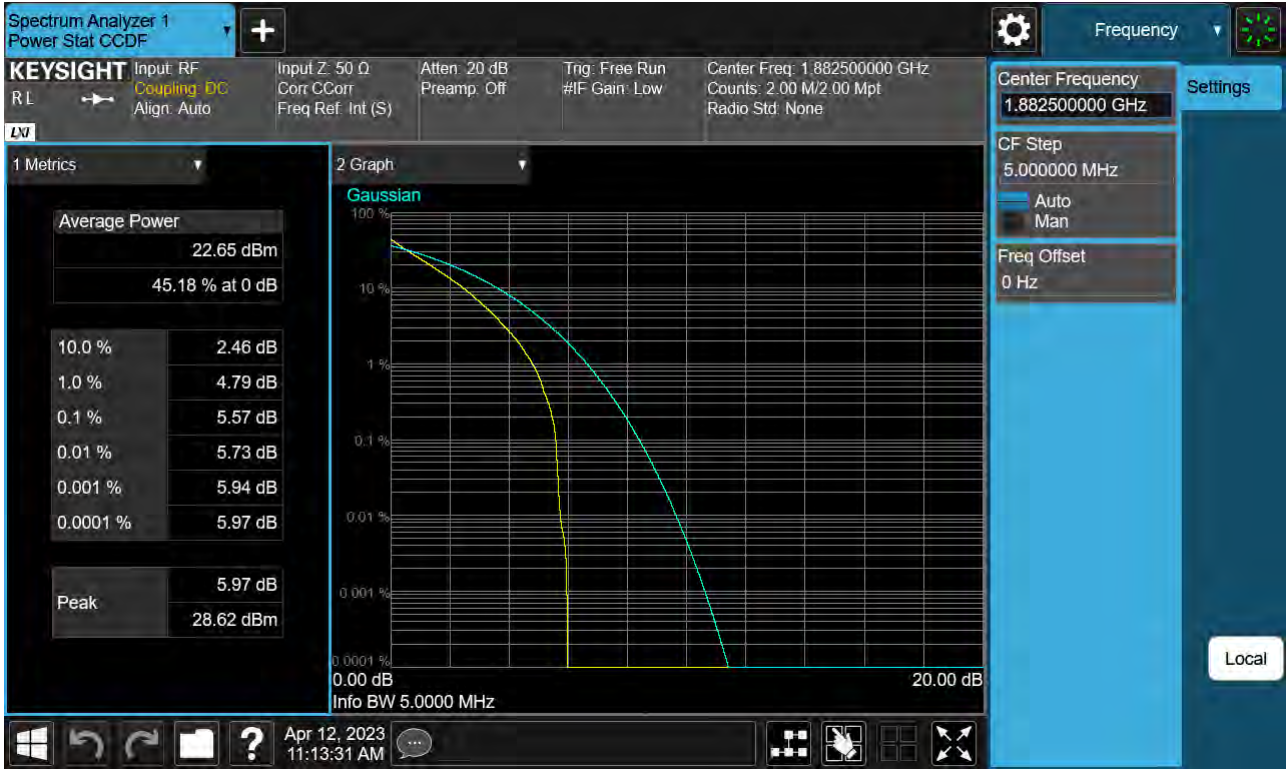 Spectrum Analyzer 1
Power Stat CCDF
Frequency
KEYSIGHT
RL
LXI
Input: RF
Coupling: DC
Align: Auto
Input Z: 50 Ω
Corr CCorr
Freq Ref: Int (S)
Atten: 20 dB
Preamp: Off
Trig: Free Run
#IF Gain: Low
Center Freq: 1.882500000 GHz
Counts: 2.00 M/2.00 Mpt
Radio Std: None
Center Frequency
1.882500000 GHz
Settings
CF Step
5.000000 MHz
Auto
Man
Freq Offset
0 Hz
Local
1 Metrics
Average Power
22.65 dBm
45.18 % at 0 dB
10.0 % 2.46 dB
1.0 % 4.79 dB
0.1 % 5.57 dB
0.01 % 5.73 dB
0.001 % 5.94 dB
0.0001 % 5.97 dB
Peak 5.97 dB
28.62 dBm
2 Graph
Gaussian
100 %
10 %
1 %
0.1 %
0.01 %
0.001 %
0.0001 %
0.00 dB 20.00 dB
Info BW 5.0000 MHz
?
Apr 12, 2023
11:13:31 AM